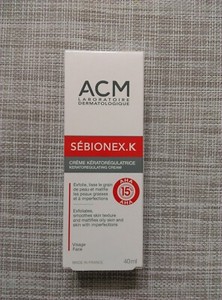 ACM
LABORATOIRE
DERMATOLOGIQUE
SÉBIONEX.K
CRÈME KÉRATORÉGULATRICE
KERATOREGULATING CREAM
Exfolie, lisse le grain
de peau et matifie
les peaux grasses
et à imperfections
AHA
15%
AHA
Exfoliates,
smoothes skin texture
and mattifies oily skin and
skin with imperfections
Visage
Face
MADE IN FRANCE
40ml